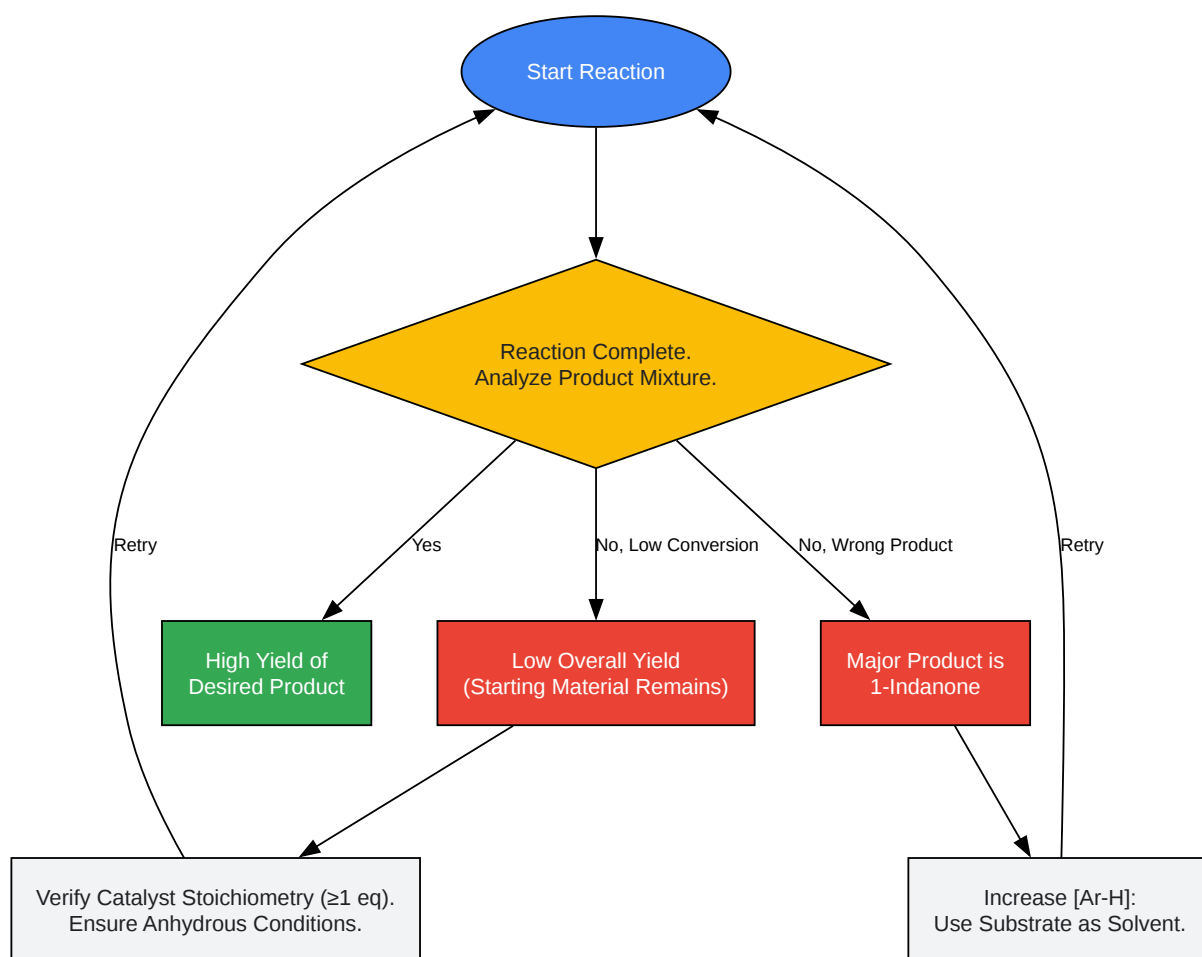 Start Reaction
Reaction Complete.
Analyze Product Mixture.
Retry
Yes
No, Low Conversion
No, Wrong Product
Retry
High Yield of
Desired Product
Low Overall Yield
(Starting Material Remains)
Major Product is
1-Indanone
Verify Catalyst Stoichiometry (≥1 eq).
Ensure Anhydrous Conditions.
Increase [Ar-H]:
Use Substrate as Solvent.